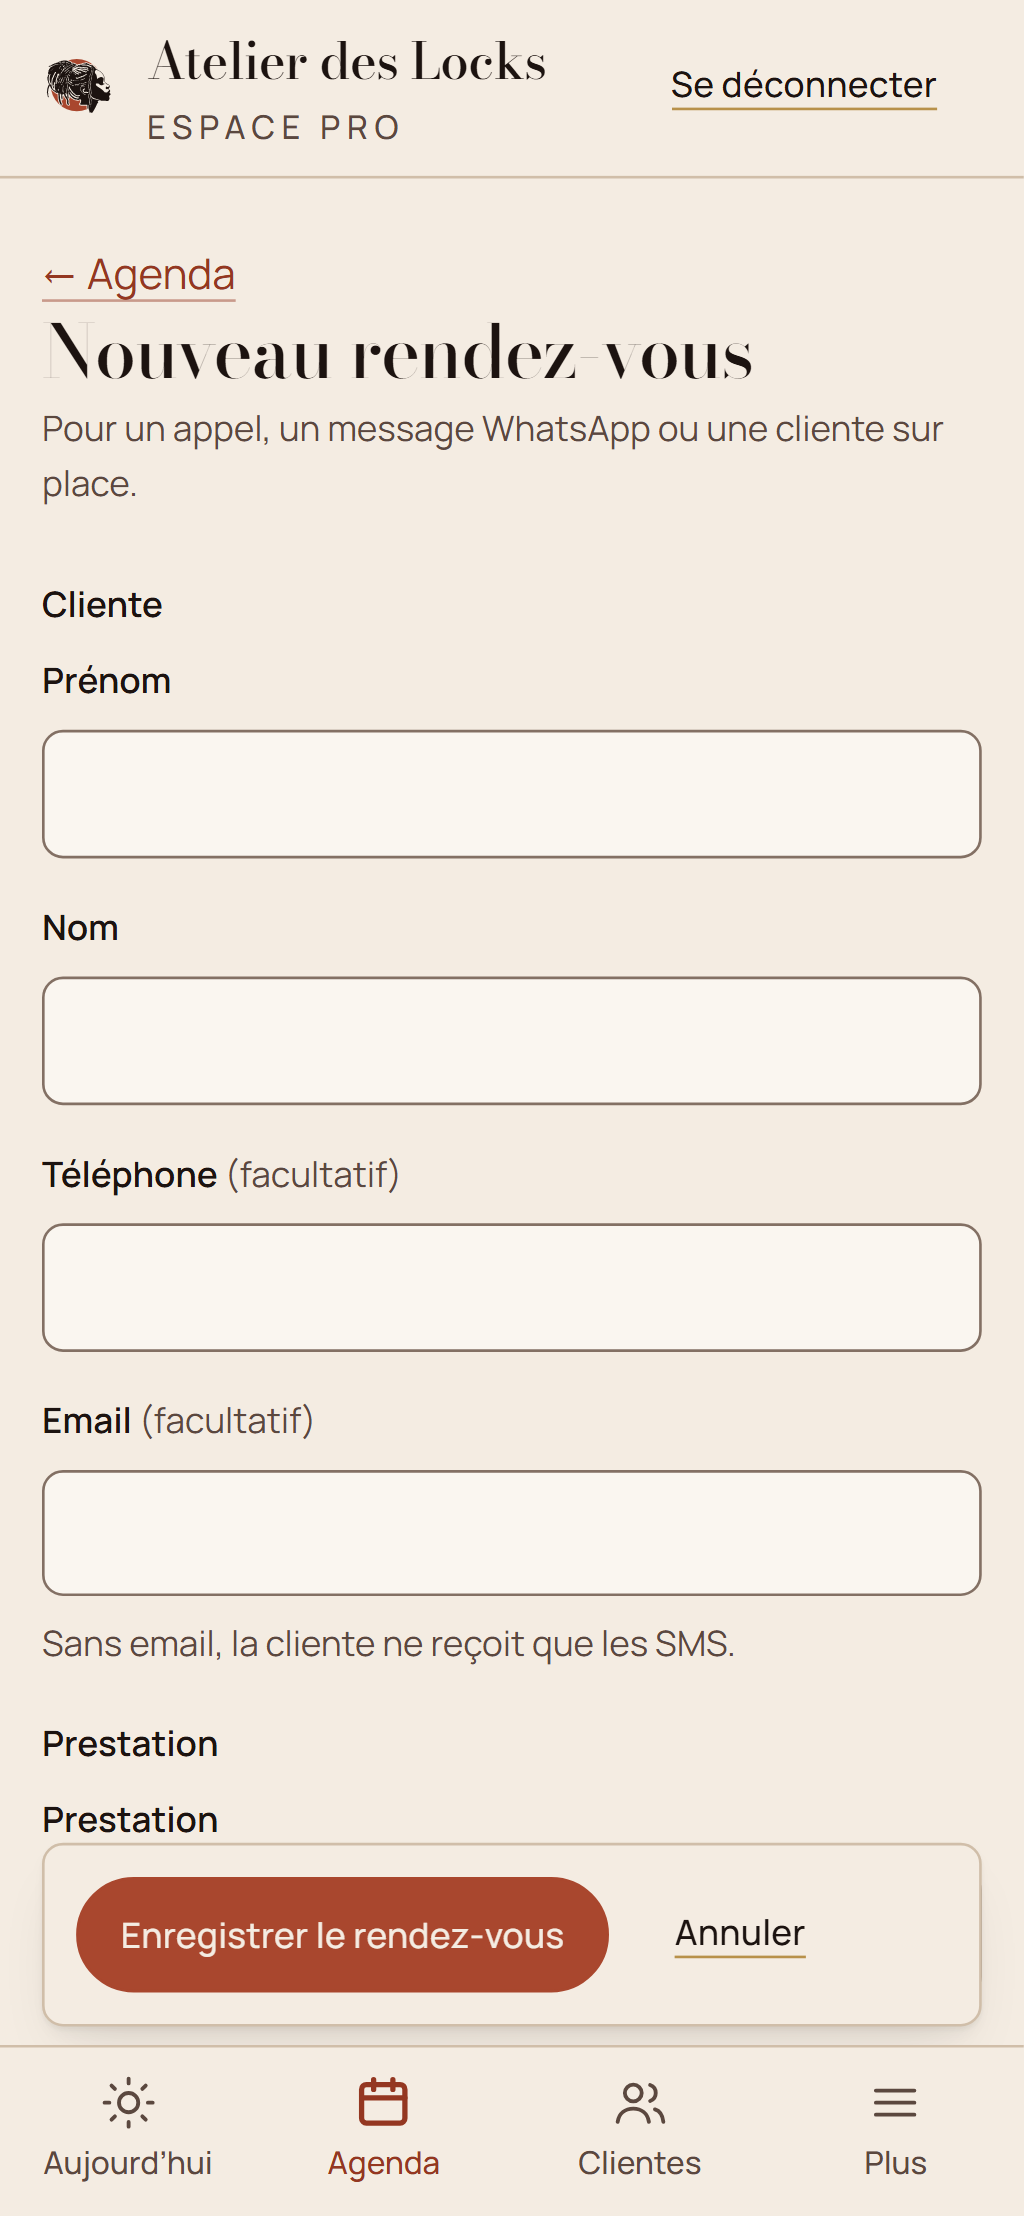 Atelier des Locks
ESPACE PRO
Se déconnecter
← Agenda
Nouveau rendez-vous
Pour un appel, un message WhatsApp ou une cliente sur
place.
Cliente
Prénom
Nom
Téléphone (facultatif)
Email (facultatif)
Sans email, la cliente ne reçoit que les SMS.
Prestation
Prestation
Enregistrer le rendez-vous
Annuler
Aujourd’hui
Agenda
Clientes
Plus